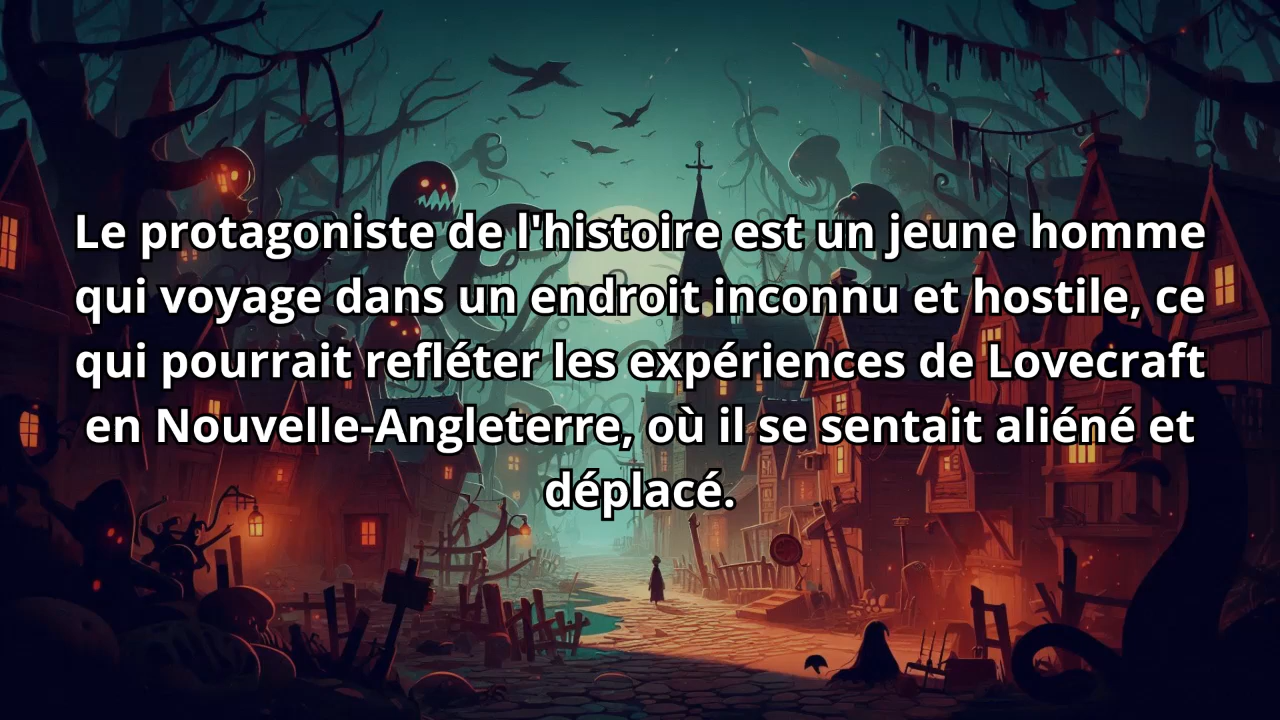 Le protagoniste de l'histoire est un jeune homme
qui voyage dans un endroit inconnu et hostile, ce
qui pourrait refléter les expériences de Lovecraft
en Nouvelle-Angleterre, où il se sentait aliéné et
déplacé.